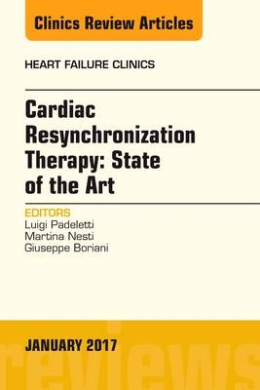 Clinics Review Articles
HEART FAILURE CLINICS
Cardiac
Resynchronization
Therapy: State
of the Art
EDITORS
Luigi Padeletti
Martina Nesti
Giuseppe Boriani
reviews
JANUARY 2017